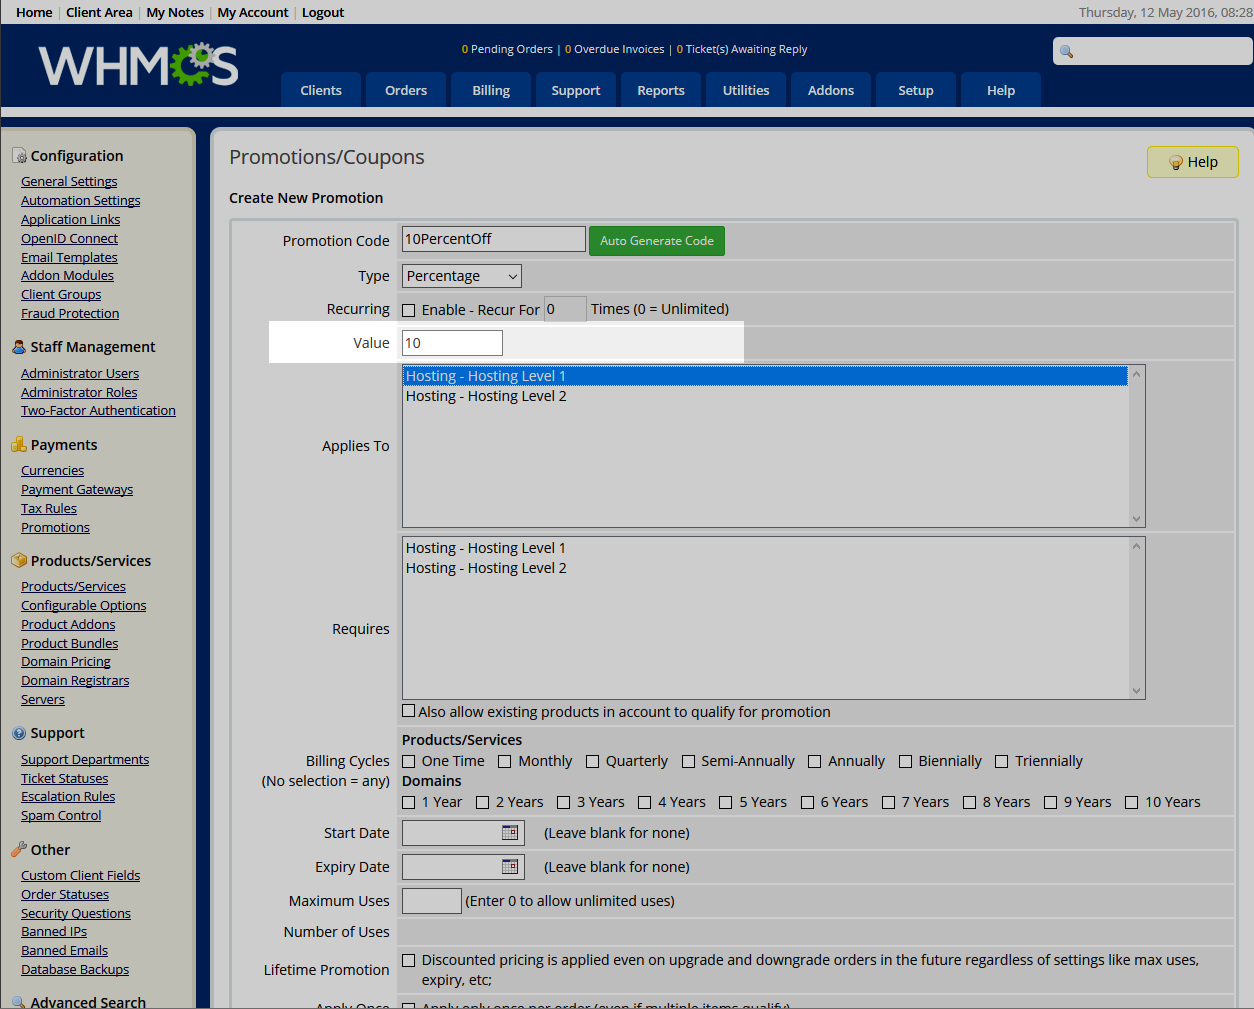 Home | Client Area | My Notes | My Account | Logout
Thursday, 12 May 2016, 08:28
WHMCS
0 Pending Orders | 0 Overdue Invoices | 0 Ticket(s) Awaiting Reply
Clients Orders Billing Support Reports Utilities Addons Setup Help
Configuration
General Settings
Automation Settings
Application Links
OpenID Connect
Email Templates
Addon Modules
Client Groups
Fraud Protection
Staff Management
Administrator Users
Administrator Roles
Two-Factor Authentication
Payments
Currencies
Payment Gateways
Tax Rules
Promotions
Products/Services
Products/Services
Configurable Options
Product Addons
Product Bundles
Domain Pricing
Domain Registrars
Servers
Support
Support Departments
Ticket Statuses
Escalation Rules
Spam Control
Other
Custom Client Fields
Order Statuses
Security Questions
Banned IPs
Banned Emails
Database Backups
Advanced Search
Promotions/Coupons
Help
Create New Promotion
Promotion Code 10PercentOff Auto Generate Code
Type Percentage
Recurring Enable - Recur For 0 Times (0 = Unlimited)
Value 10
Applies To
Hosting - Hosting Level 1
Hosting - Hosting Level 2
Requires
Hosting - Hosting Level 1
Hosting - Hosting Level 2
Also allow existing products in account to qualify for promotion
Billing Cycles
(No selection = any)
Products/Services
One Time Monthly Quarterly Semi-Annually Annually Biennially Triennially
Domains
1 Year 2 Years 3 Years 4 Years 5 Years 6 Years 7 Years 8 Years 9 Years 10 Years
Start Date (Leave blank for none)
Expiry Date (Leave blank for none)
Maximum Uses (Enter 0 to allow unlimited uses)
Number of Uses
Lifetime Promotion
Discounted pricing is applied even on upgrade and downgrade orders in the future regardless of settings like max uses,
expiry, etc;
Apply Once Apply only once per order (even if multiple items qualify)